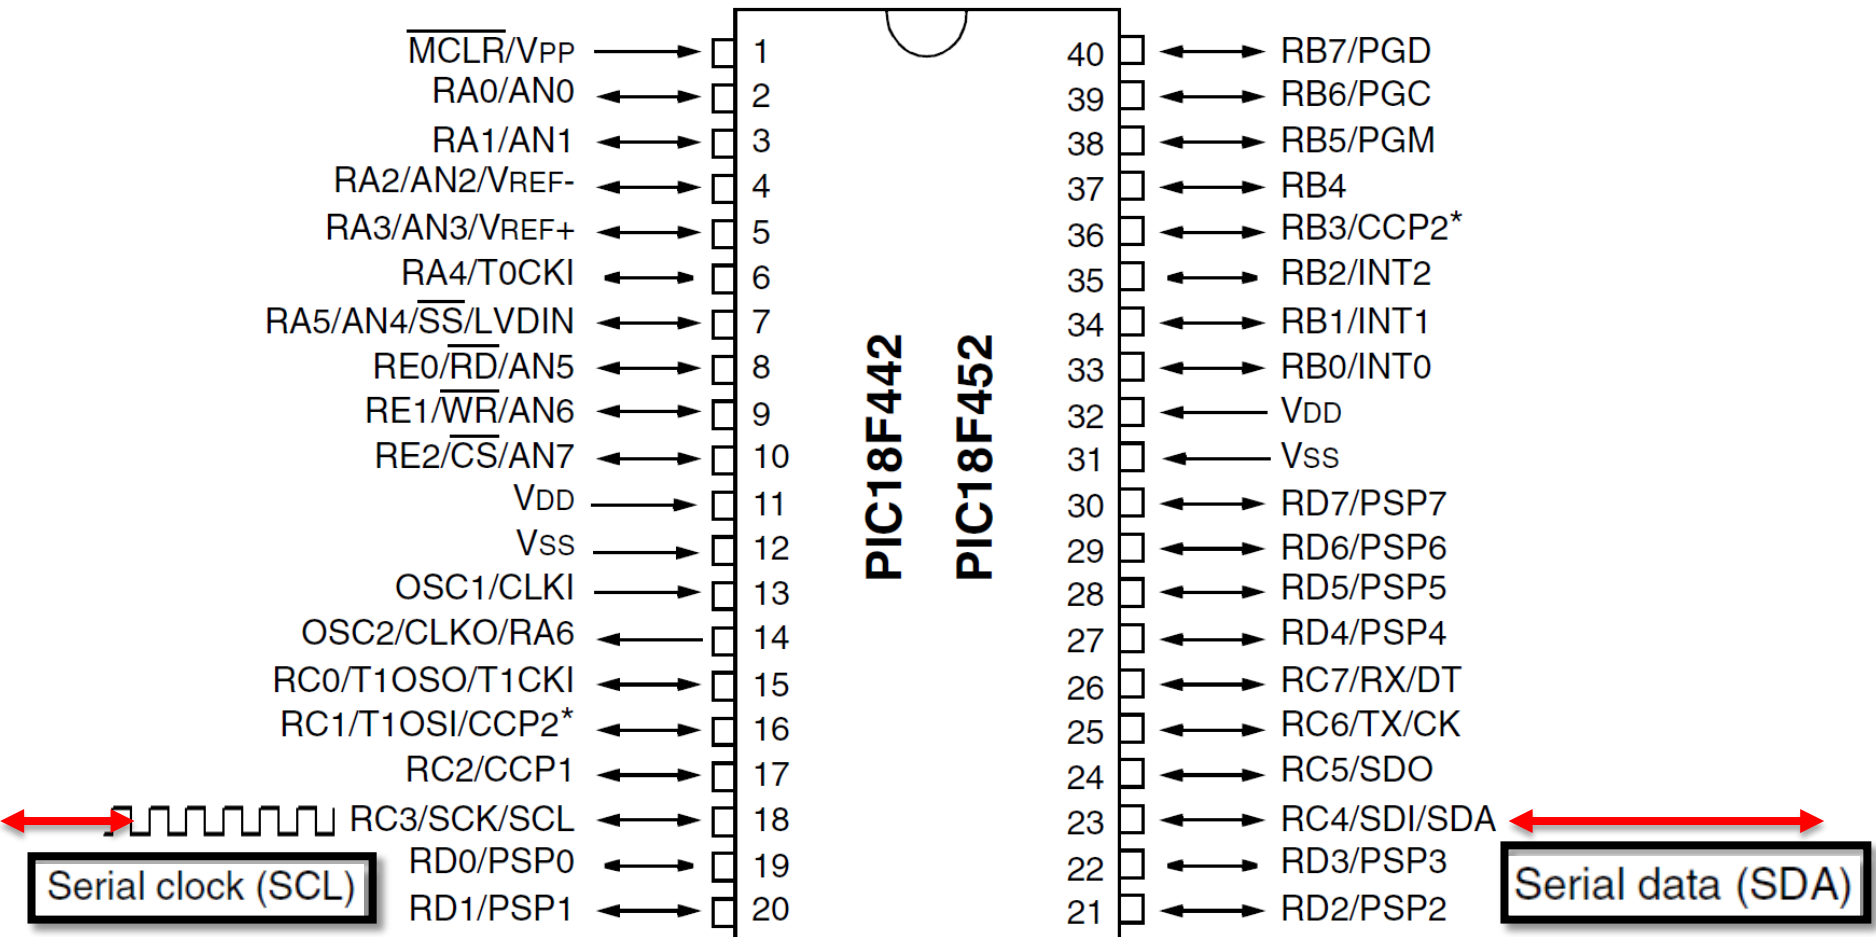 MCLR/VPP 1
RA0/AN0 2
RA1/AN1 3
RA2/AN2/VREF- 4
RA3/AN3/VREF+ 5
RA4/T0CKI 6
RA5/AN4/SS/LVDIN 7
RE0/RD/AN5 8
RE1/WR/AN6 9
RE2/CS/AN7 10
VDD 11
VSS 12
OSC1/CLKI 13
OSC2/CLKO/RA6 14
RC0/T1OSO/T1CKI 15
RC1/T1OSI/CCP2* 16
RC2/CCP1 17
RC3/SCK/SCL 18
Serial clock (SCL)
RD0/PSP0 19
RD1/PSP1 20
PIC18F442
PIC18F452
40 RB7/PGD
39 RB6/PGC
38 RB5/PGM
37 RB4
36 RB3/CCP2*
35 RB2/INT2
34 RB1/INT1
33 RB0/INT0
32 VDD
31 VSS
30 RD7/PSP7
29 RD6/PSP6
28 RD5/PSP5
27 RD4/PSP4
26 RC7/RX/DT
25 RC6/TX/CK
24 RC5/SDO
23 RC4/SDI/SDA
22 RD3/PSP3
21 RD2/PSP2
Serial data (SDA)